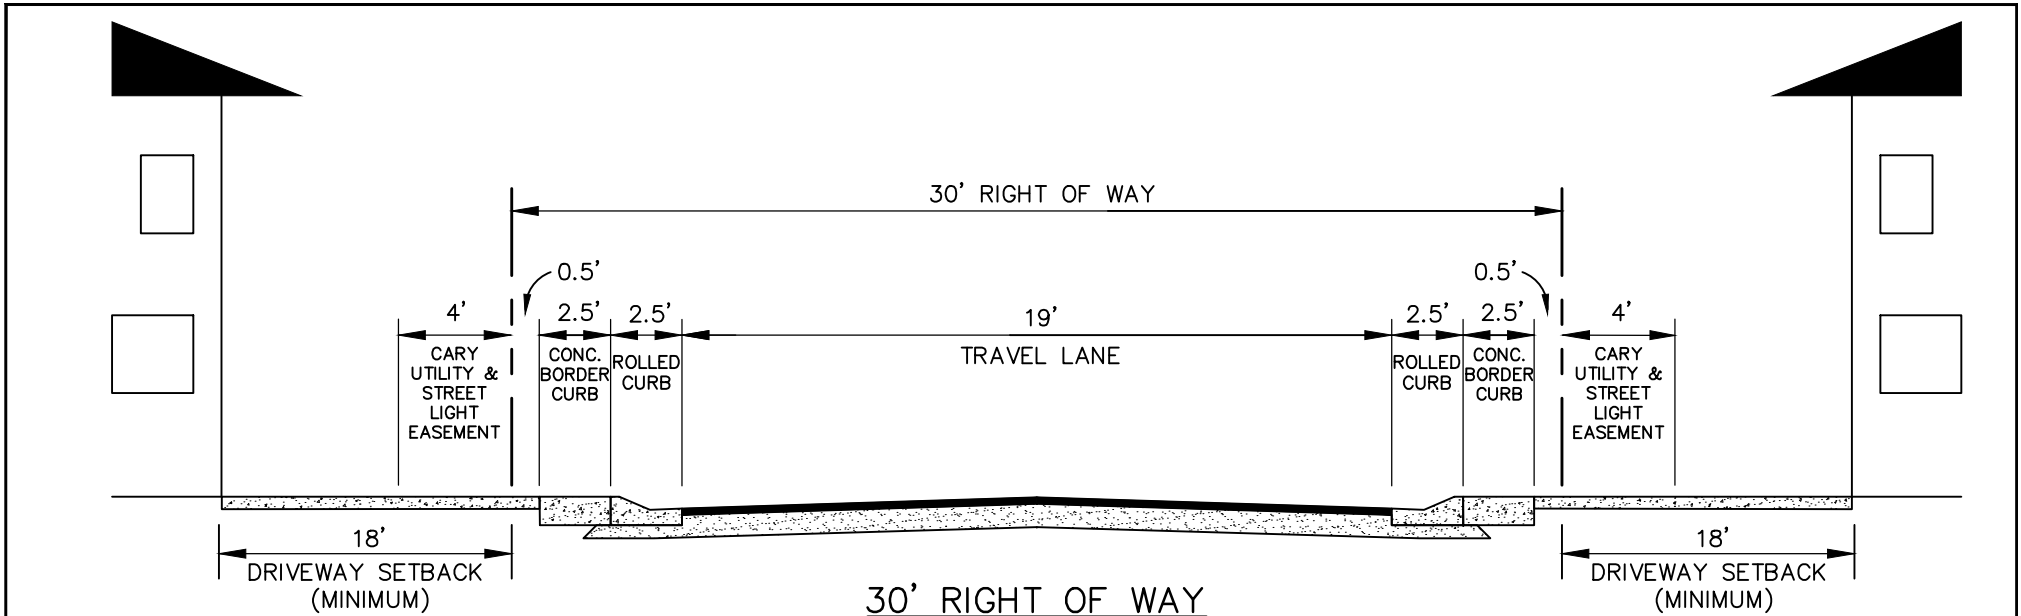 30' RIGHT OF WAY
0.5' 0.5'
4' 2.5' 2.5' 19' 2.5' 2.5' 4'
TRAVEL LANE
CARY
UTILITY &
STREET
LIGHT
EASEMENT
CONC.
BORDER
CURB
ROLLED
CURB
ROLLED
CURB
CONC.
BORDER
CURB
CARY
UTILITY &
STREET
LIGHT
EASEMENT
18'
DRIVEWAY SETBACK
(MINIMUM)
30' RIGHT OF WAY
18'
DRIVEWAY SETBACK
(MINIMUM)